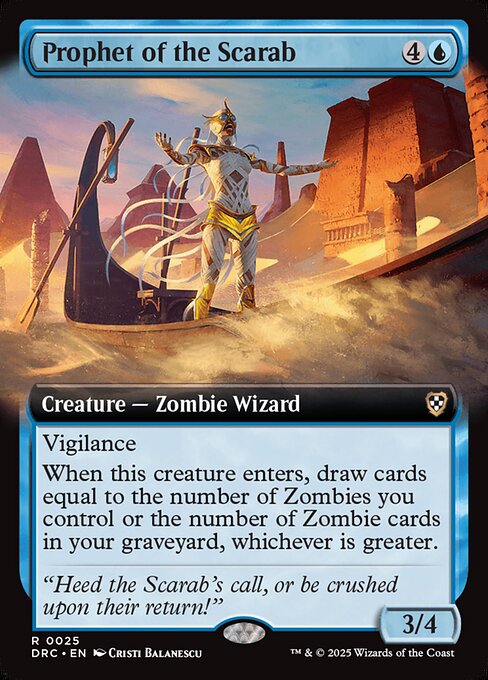 Prophet of the Scarab 4
Creature — Zombie Wizard
Vigilance
When this creature enters, draw cards
equal to the number of Zombies you
control or the number of Zombie cards
in your graveyard, whichever is greater.
“Heed the Scarab’s call, or be crushed
upon their return!”
3/4
R 0025
DRC • EN Cristi Balanescu ™ & © 2025 Wizards of the Coast